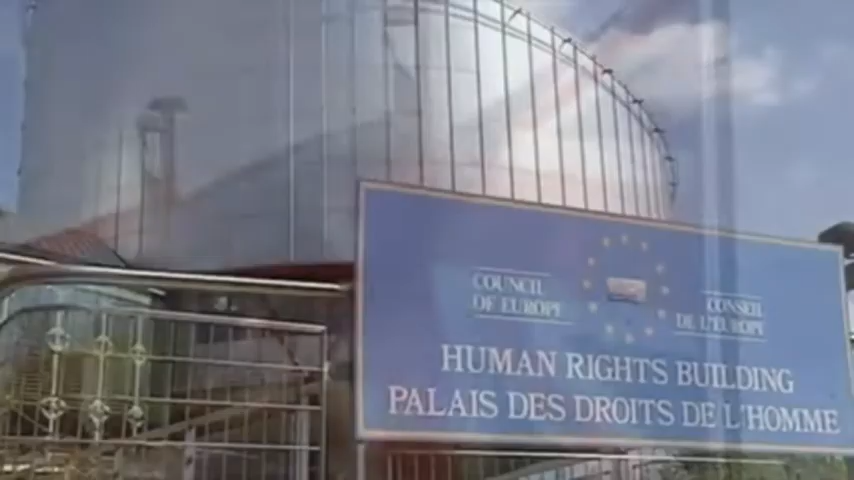 COUNCIL
OF EUROPE
CONSEIL
DE L'EUROPE
HUMAN RIGHTS BUILDING
PALAIS DES DROITS DE L'HOMME